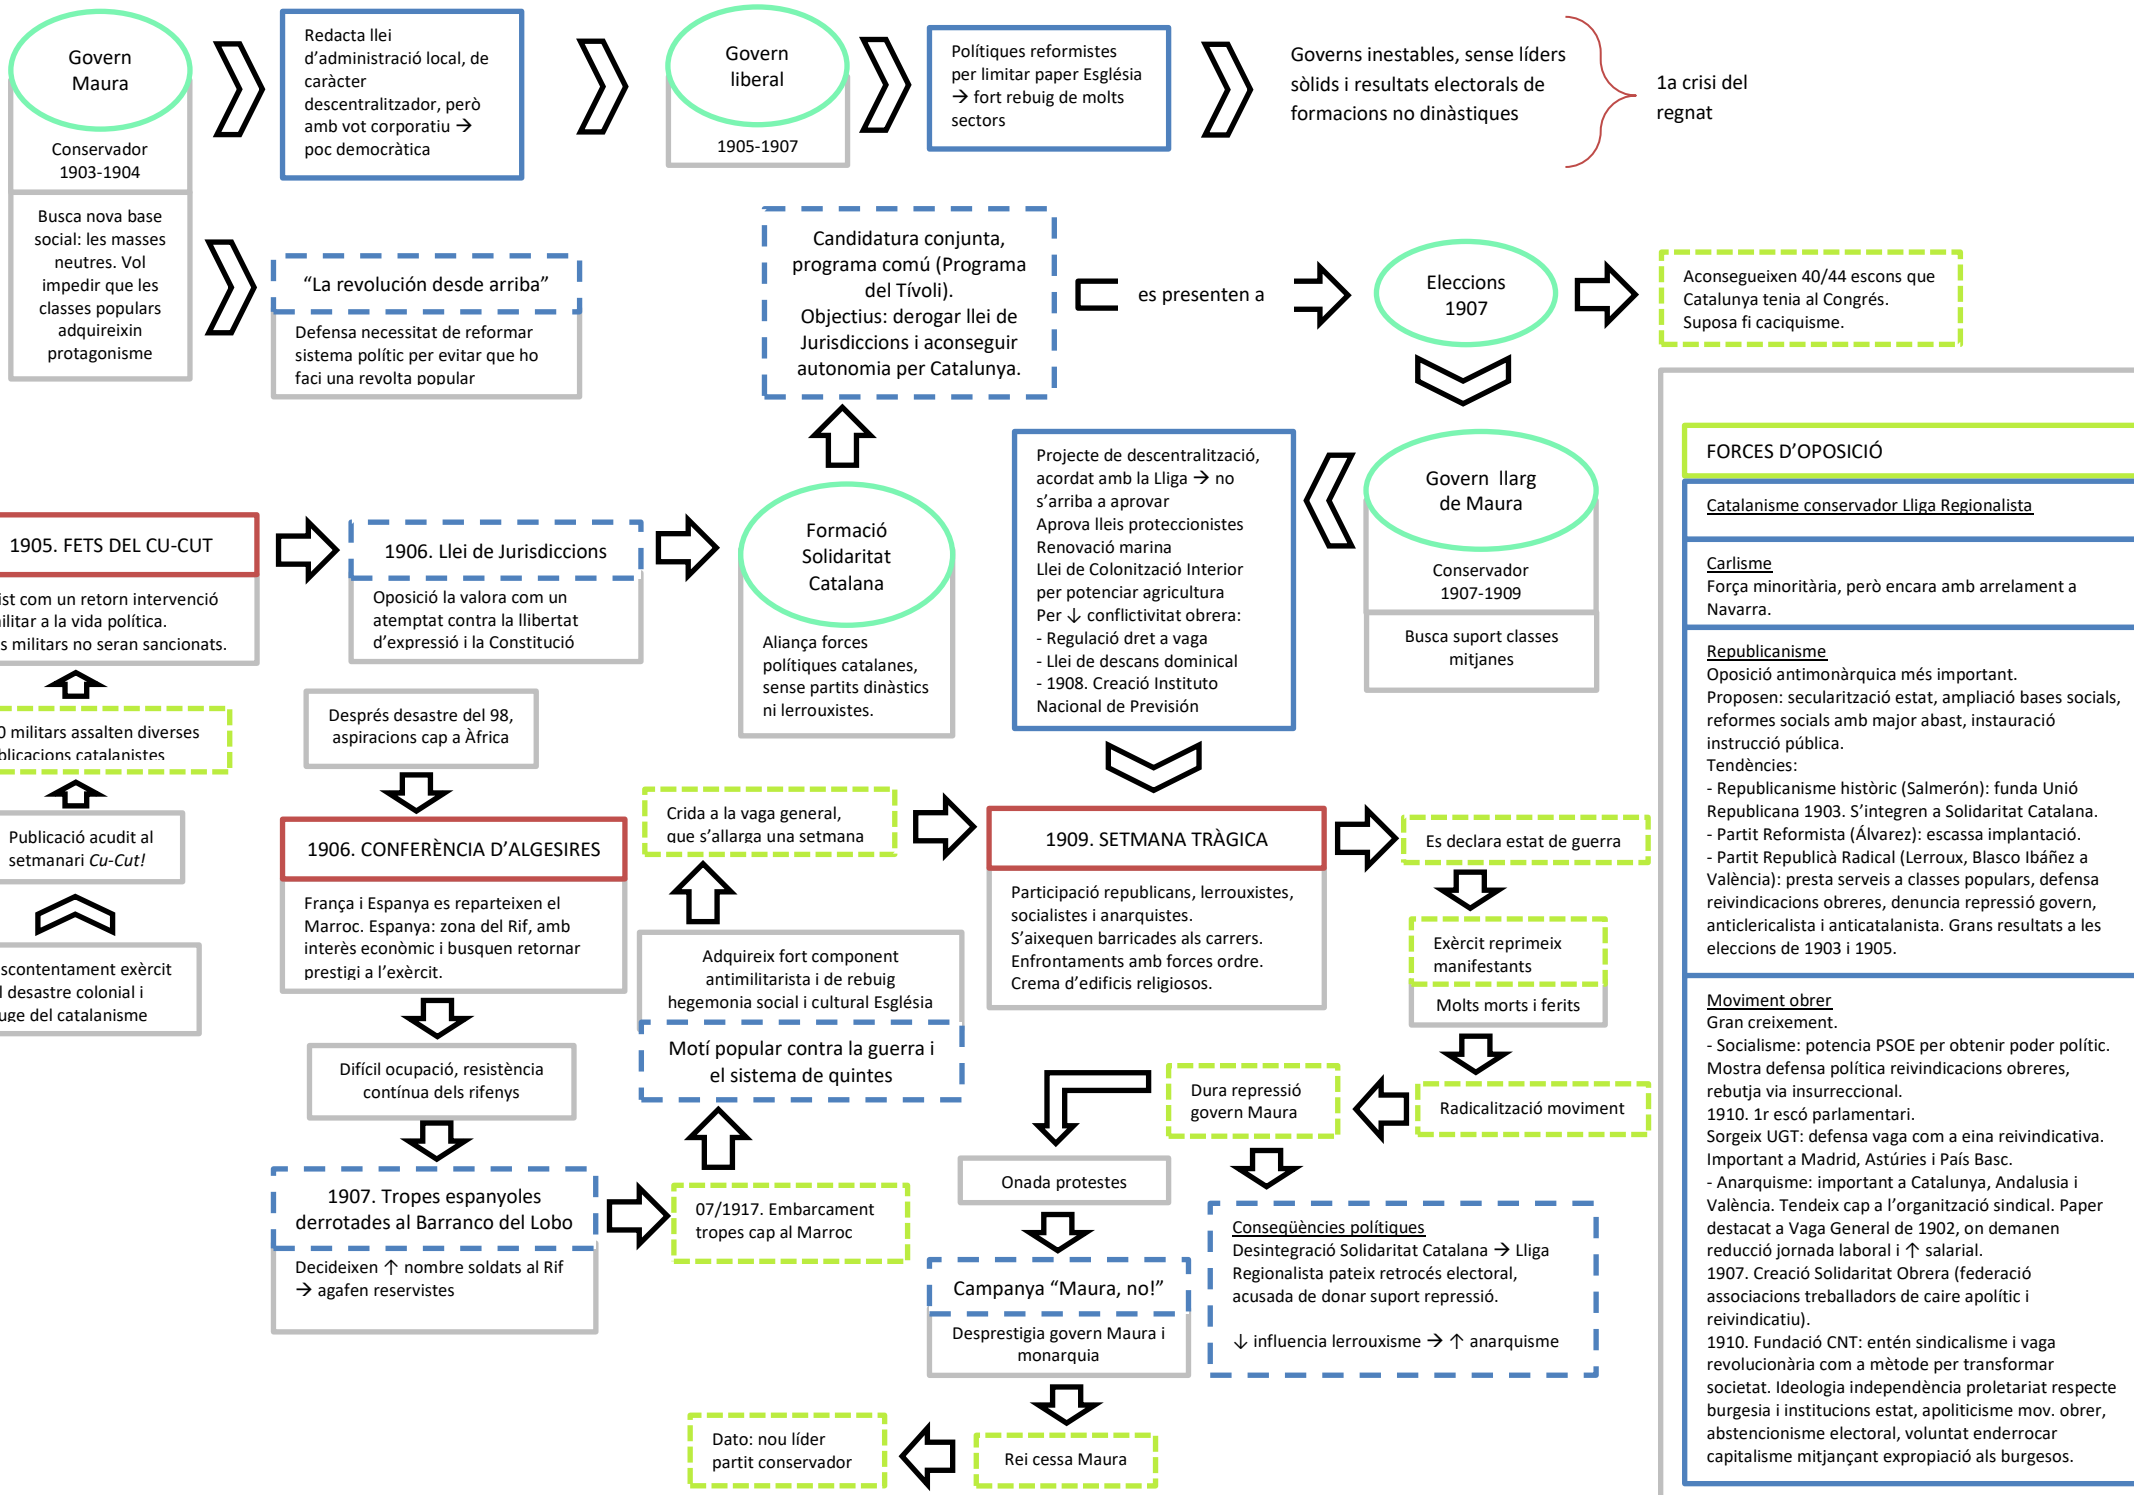 Govern
Maura
Conservador
1903-1904
Busca nova base
social: les masses
neutres. Vol
impedir que les
classes populars
adquireixin
protagonisme
Redacta llei
d’administració local, de
caràcter
descentralitzador, però
amb vot corporatiu →
poc democràtica
“La revolución desde arriba”
Defensa necessitat de reformar
sistema polític per evitar que ho
faci una revolta popular
Govern
liberal
1905-1907
Polítiques reformistes
per limitar paper Església
→ fort rebuig de molts
sectors
Governs inestables, sense líders
sòlids i resultats electorals de
formacions no dinàstiques
1a crisi del
regnat
Candidatura conjunta,
programa comú (Programa
del Tívoli).
Objectius: derogar llei de
Jurisdiccions i aconseguir
autonomia per Catalunya.
es presenten a
Eleccions
1907
Aconsegueixen 40/44 escons que
Catalunya tenia al Congrés.
Suposa fi caciquisme.
1905. FETS DEL CU-CUT
ist com un retorn intervenció
ilitar a la vida política.
s militars no seran sancionats.
0 militars assalten diverses
blicacions catalanistes
Publicació acudit al
setmanari Cu-Cut!
scontentament exèrcit
l desastre colonial i
uge del catalanisme
1906. Llei de Jurisdiccions
Oposició la valora com un
atemptat contra la llibertat
d’expressió i la Constitució
Formació
Solidaritat
Catalana
Aliança forces
polítiques catalanes,
sense partits dinàstics
ni lerrouxistes.
Projecte de descentralització,
acordat amb la Lliga → no
s’arriba a aprovar
Aprova lleis proteccionistes
Renovació marina
Llei de Colonització Interior
per potenciar agricultura
Per ↓ conflictivitat obrera:
- Regulació dret a vaga
- Llei de descans dominical
- 1908. Creació Instituto
Nacional de Previsión
Govern llarg
de Maura
Conservador
1907-1909
Busca suport classes
mitjanes
Després desastre del 98,
aspiracions cap a Àfrica
1906. CONFERÈNCIA D’ALGESIRES
França i Espanya es reparteixen el
Marroc. Espanya: zona del Rif, amb
interès econòmic i busquen retornar
prestigi a l’exèrcit.
Difícil ocupació, resistència
contínua dels rifenys
1907. Tropes espanyoles
derrotades al Barranco del Lobo
Decideixen ↑ nombre soldats al Rif
→ agafen reservistes
07/1917. Embarcament
tropes cap al Marroc
Motí popular contra la guerra i
el sistema de quintes
Adquireix fort component
antimilitarista i de rebuig
hegemonia social i cultural Església
Crida a la vaga general,
que s’allarga una setmana
1909. SETMANA TRÀGICA
Participació republicans, lerrouxistes,
socialistes i anarquistes.
S’aixequen barricades als carrers.
Enfrontaments amb forces ordre.
Crema d’edificis religiosos.
Es declara estat de guerra
Exèrcit reprimeix
manifestants
Molts morts i ferits
Radicalització moviment
Dura repressió
govern Maura
Onada protestes
Campanya “Maura, no!”
Desprestigia govern Maura i
monarquia
Rei cessa Maura
Dato: nou líder
partit conservador
Conseqüències polítiques
Desintegració Solidaritat Catalana → Lliga
Regionalista pateix retrocés electoral,
acusada de donar suport repressió.
↓ influencia lerrouxisme → ↑ anarquisme
FORCES D’OPOSICIÓ
Catalanisme conservador Lliga Regionalista
Carlisme
Força minoritària, però encara amb arrelament a
Navarra.
Republicanisme
Oposició antimonàrquica més important.
Proposen: secularització estat, ampliació bases socials,
reformes socials amb major abast, instauració
instrucció pública.
Tendències:
- Republicanisme històric (Salmerón): funda Unió
Republicana 1903. S’integren a Solidaritat Catalana.
- Partit Reformista (Álvarez): escassa implantació.
- Partit Republicà Radical (Lerroux, Blasco Ibáñez a
València): presta serveis a classes populars, defensa
reivindicacions obreres, denuncia repressió govern,
anticlericalista i anticatalanista. Grans resultats a les
eleccions de 1903 i 1905.
Moviment obrer
Gran creixement.
- Socialisme: potencia PSOE per obtenir poder polític.
Mostra defensa política reivindicacions obreres,
rebutja via insurreccional.
1910. 1r escó parlamentari.
Sorgeix UGT: defensa vaga com a eina reivindicativa.
Important a Madrid, Astúries i País Basc.
- Anarquisme: important a Catalunya, Andalusia i
València. Tendeix cap a l’organització sindical. Paper
destacat a Vaga General de 1902, on demanen
reducció jornada laboral i ↑ salarial.
1907. Creació Solidaritat Obrera (federació
associacions treballadors de caire apolític i
reivindicatiu).
1910. Fundació CNT: entén sindicalisme i vaga
revolucionària com a mètode per transformar
societat. Ideologia independència proletariat respecte
burgesia i institucions estat, apoliticisme mov. obrer,
abstencionisme electoral, voluntat enderrocar
capitalisme mitjançant expropiació als burgesos.